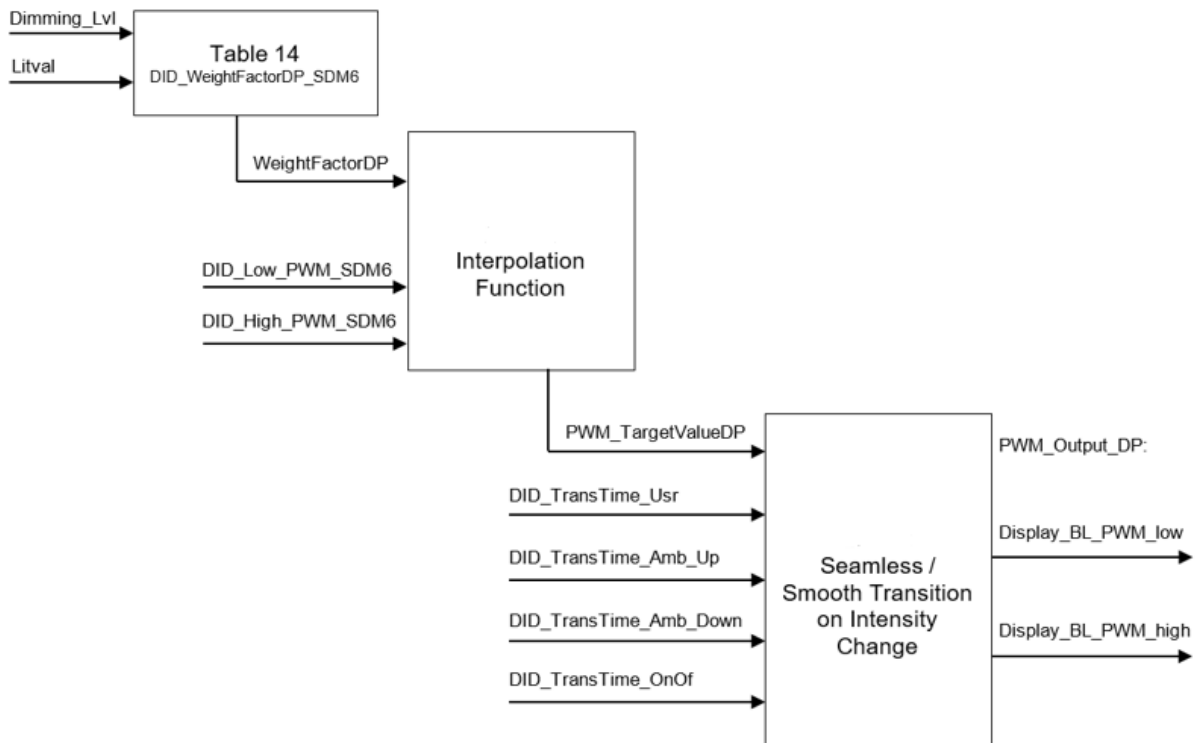 Dimming_Lvl
Litval
Table 14
DID_WeightFactorDP_SDM6
WeightFactorDP
DID_Low_PWM_SDM6
DID_High_PWM_SDM6
Interpolation
Function
PWM_TargetValueDP
DID_TransTime_Usr
DID_TransTime_Amb_Up
DID_TransTime_Amb_Down
DID_TransTime_OnOf
Seamless /
Smooth Transition
on Intensity
Change
PWM_Output_DP:
Display_BL_PWM_low
Display_BL_PWM_high